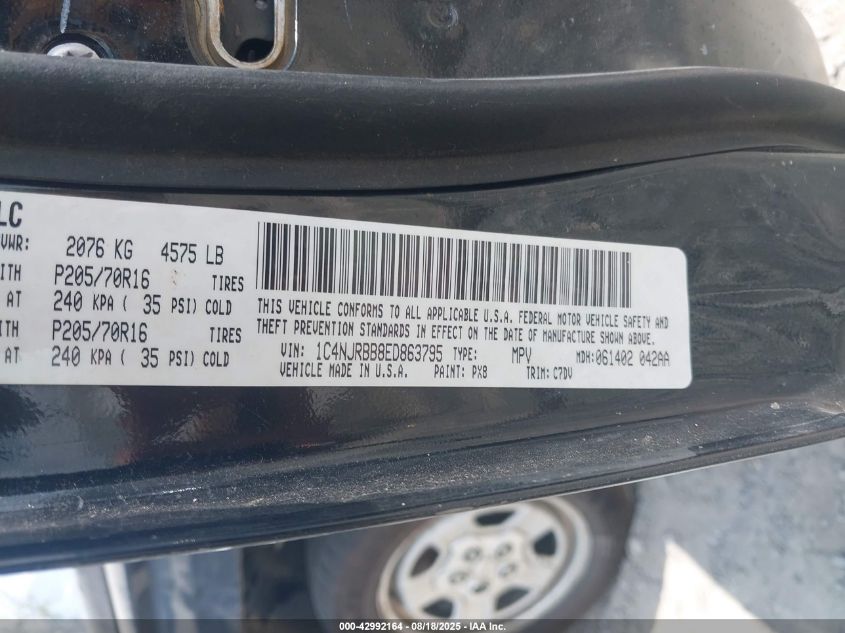 LC
VWR: 2076 KG 4575 LB
ITH P205/70R16 TIRES
AT 240 KPA ( 35 PSI) COLD
ITH P205/70R16 TIRES
AT 240 KPA ( 35 PSI) COLD
THIS VEHICLE CONFORMS TO ALL APPLICABLE U.S.A. FEDERAL MOTOR VEHICLE SAFETY AND
THEFT PREVENTION STANDARDS IN EFFECT ON THE DATE OF MANUFACTURE SHOWN ABOVE.
VIN: 1C4NJRBB8ED863795 TYPE: MPV MDH:061402 042AA
VEHICLE MADE IN U.S.A. PAINT: PX8 TRIM: C7DV
000-42992164 - 08/18/2025 - IAA Inc.